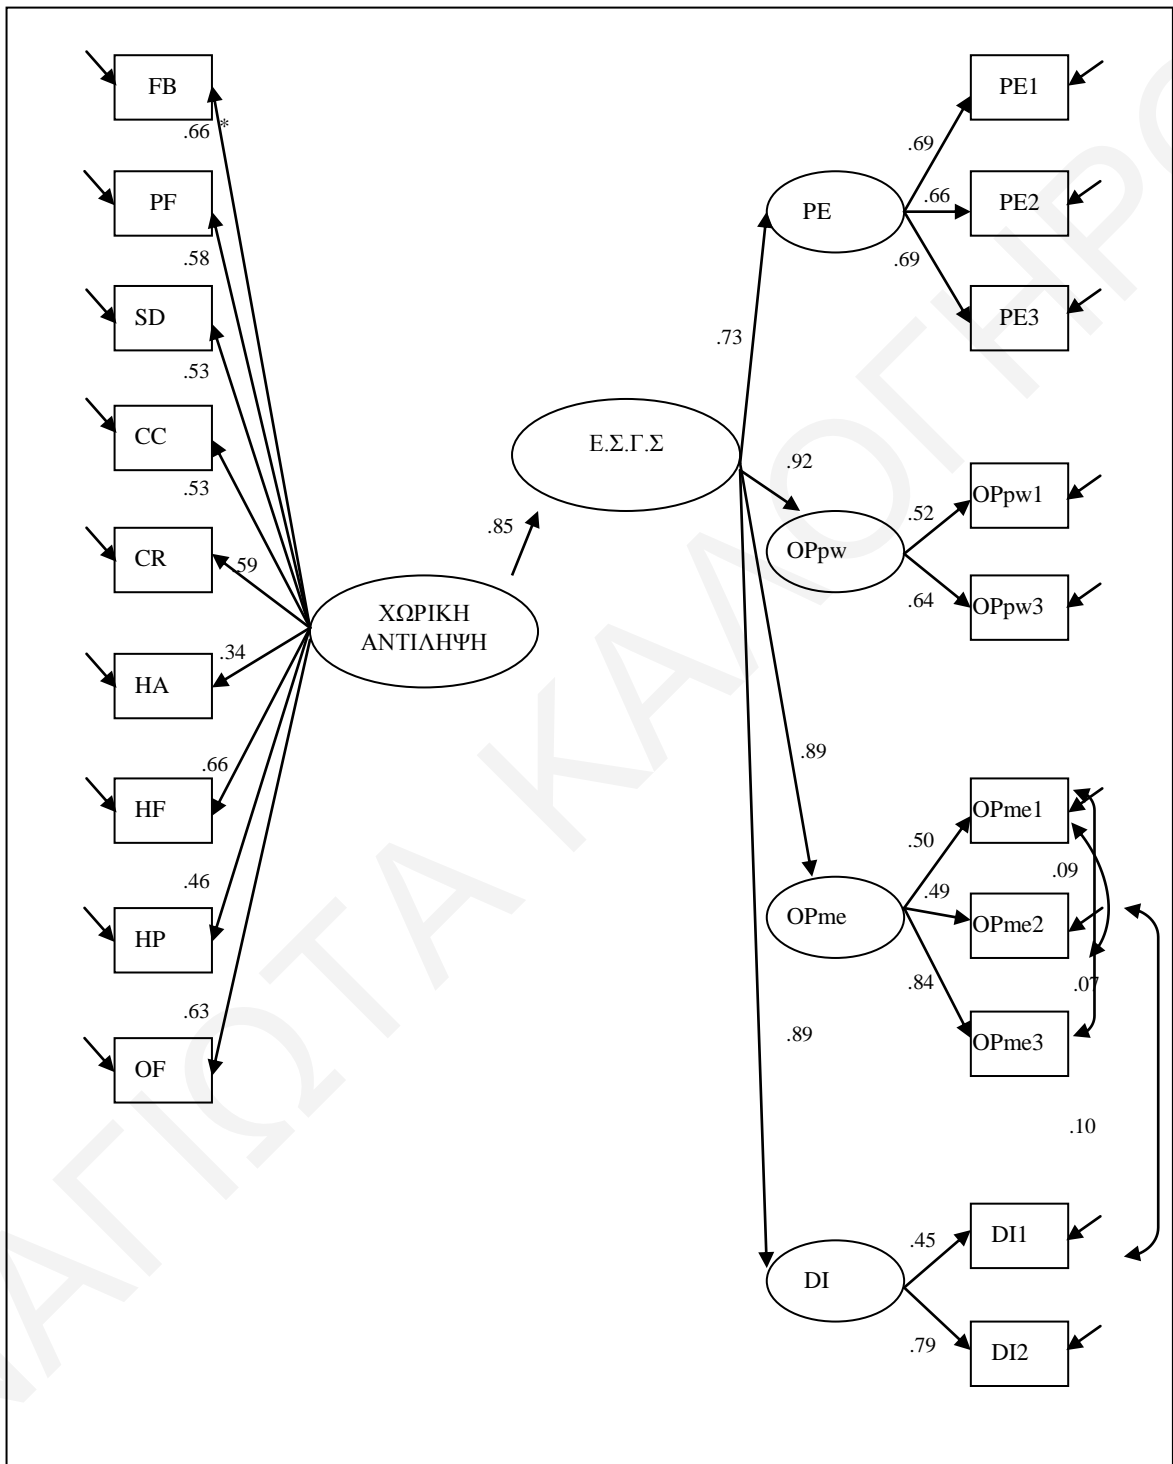 FB
.66 *
PF
.58
SD
.53
CC
.53
CR
.59
HA
.34
HF
.66
HP
.46
OF
.63
ΧΩΡΙΚΗ
ΑΝΤΙΛΗΨΗ
.85
Ε.Σ.Γ.Σ
.73
.92
.89
.89
PE
.69
.66
.69
PE1
PE2
PE3
OPpw
.52
.64
OPpw1
OPpw3
OPme
.50
.49
.84
OPme1
OPme2
OPme3
.09
.07
.10
DI
.45
.79
DI1
DI2
ΚΑΛΟΓΗΡΟ
ΑΓΙΩΤΑ